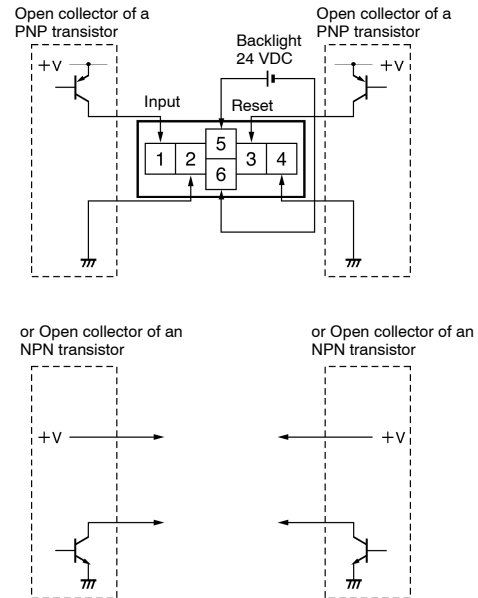 Open collector of a
PNP transistor
Open collector of a
PNP transistor
Backlight
24 VDC
+V
+V
Input
Reset
1 2 5 6 3 4
or Open collector of an
NPN transistor
or Open collector of an
NPN transistor
+V
+V